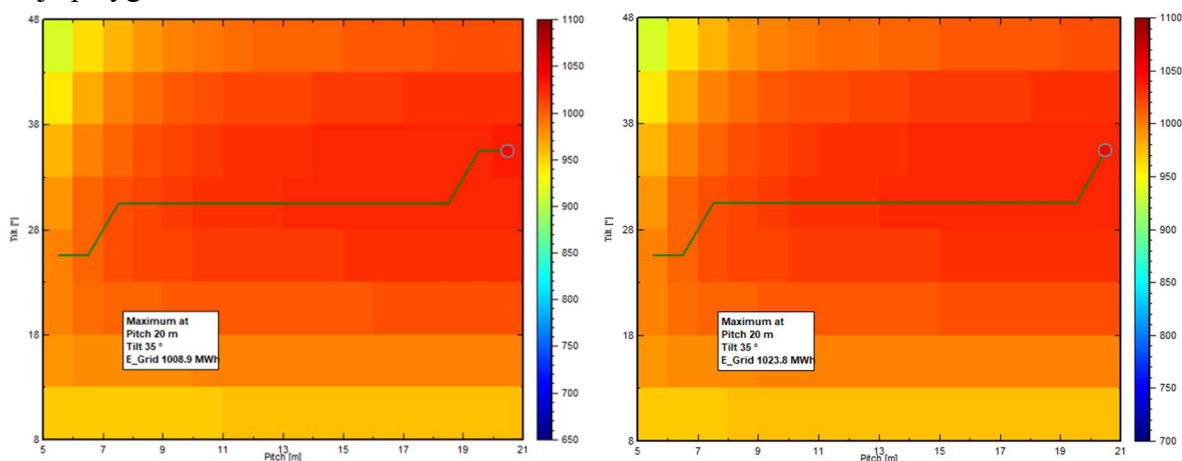 48
38
28
18
8
Tilt [°]
5 7 9 11 13 15 17 19 21
Pitch [m]
Maximum at
Pitch 20 m
Tilt 35 °
E_Grid 1008.9 MWh
1100
1050
1000
950
900
850
800
750
700
650
48
38
28
18
8
Tilt [°]
5 7 9 11 13 15 17 19 21
Pitch [m]
Maximum at
Pitch 20 m
Tilt 35 °
E_Grid 1023.8 MWh
1100
1050
1000
950
900
850
800
750
700